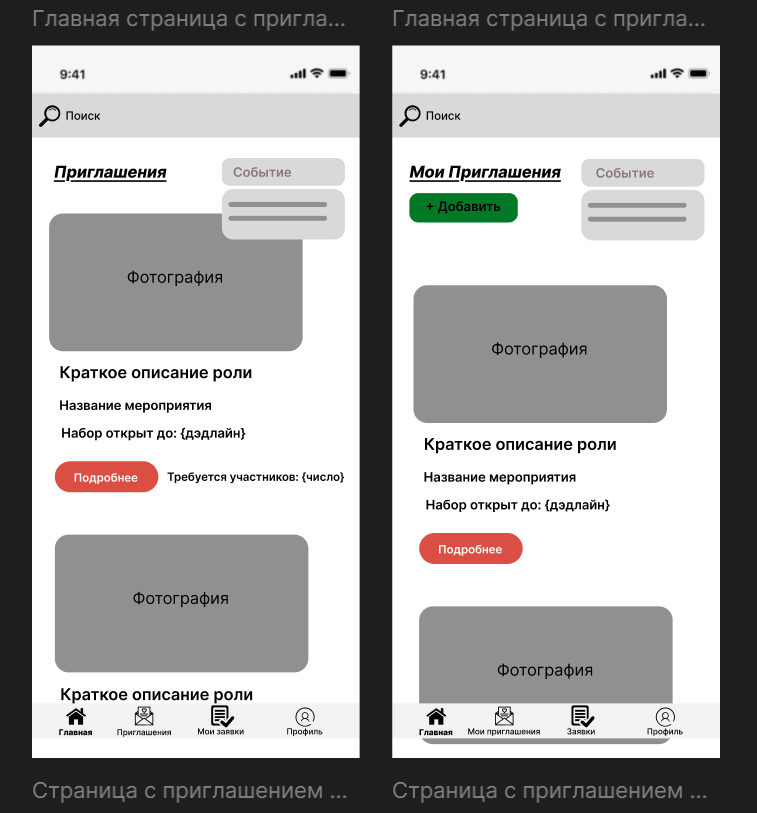 Главная страница с пригла...
9:41
Поиск
Приглашения
Событие
Фотография
Краткое описание роли
Название мероприятия
Набор открыт до: {дэдлайн}
Подробнее
Требуется участников: {число}
Фотография
Краткое описание роли
Главная
Приглашения
Мои заявки
Профиль
Страница с приглашением ...
Главная страница с пригла...
9:41
Поиск
Мои Приглашения
Событие
+ Добавить
Фотография
Краткое описание роли
Название мероприятия
Набор открыт до: {дэдлайн}
Подробнее
Фотография
Главная
Мои приглашения
Заявки
Профиль
Страница с приглашением ...